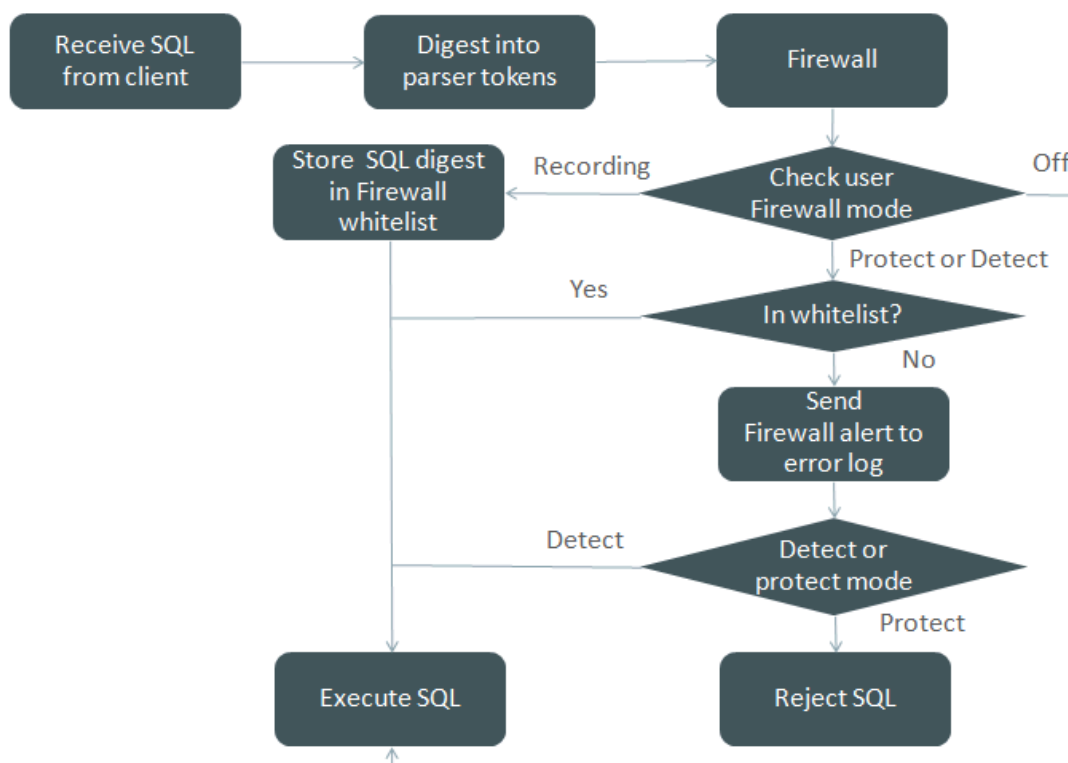 Receive SQL
from client
Digest into
parser tokens
Firewall
Store  SQL digest
in Firewall
whitelist
Recording
Check user
Firewall mode
Off
Protect or Detect
Yes
In whitelist?
No
Send
Firewall alert to
error log
Detect
Detect or
protect mode
Protect
Execute SQL
Reject SQL